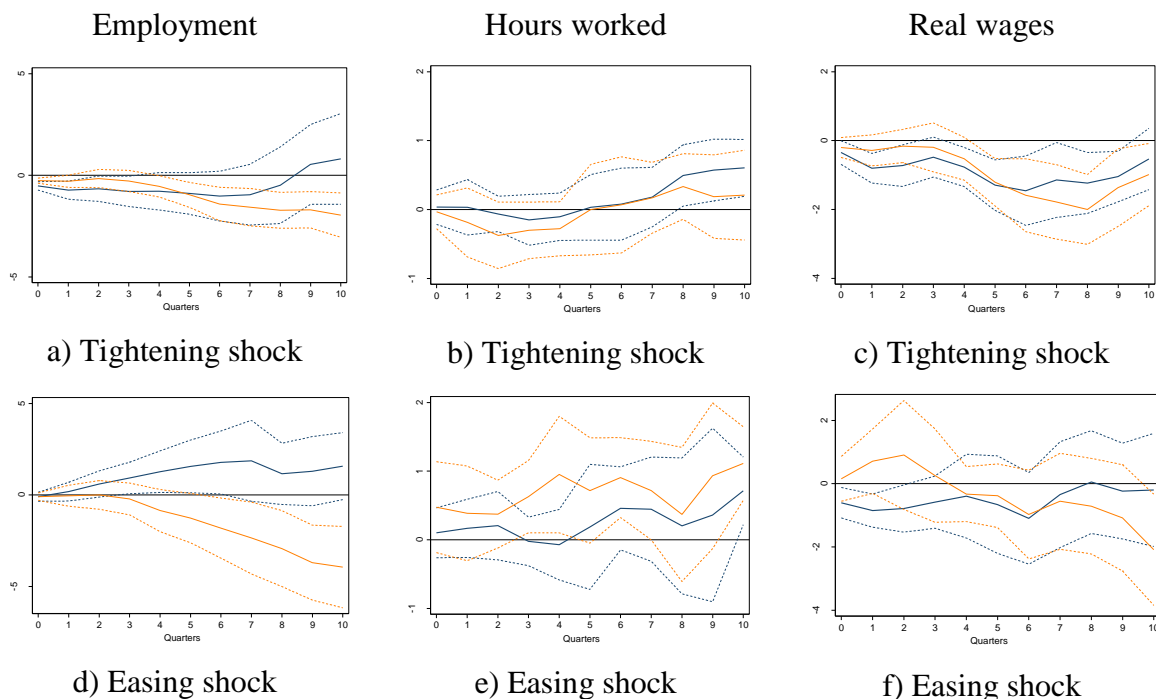 Employment Hours worked Real wages
5
0
-5
0 1 2 3 4 5 6 7 8 9 10
Quarters
2
1
0
-1
0 1 2 3 4 5 6 7 8 9 10
Quarters
2
0
-2
-4
0 1 2 3 4 5 6 7 8 9 10
Quarters
a) Tightening shock b) Tightening shock c) Tightening shock
5
0
-5
0 1 2 3 4 5 6 7 8 9 10
Quarters
2
1
0
-1
0 1 2 3 4 5 6 7 8 9 10
Quarters
2
0
-2
-4
0 1 2 3 4 5 6 7 8 9 10
Quarters
d) Easing shock e) Easing shock f) Easing shock